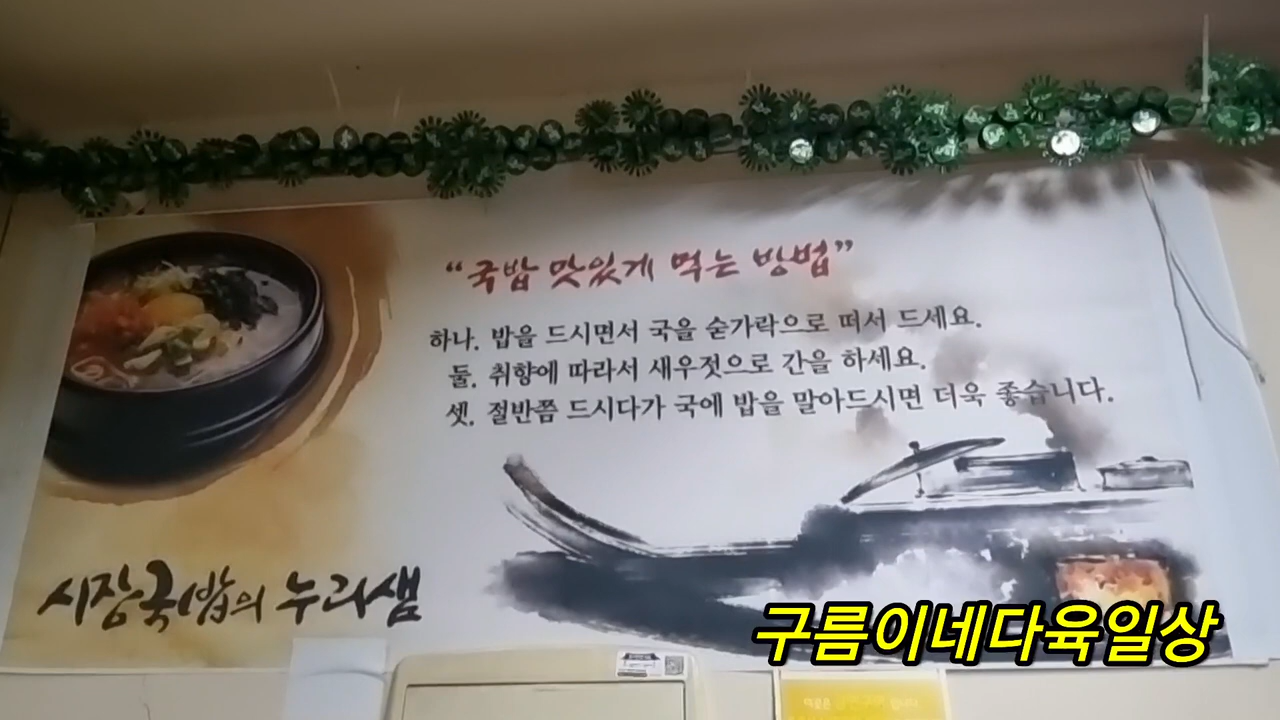 “국밥 맛있게 먹는 방법”
하나. 밥을 드시면서 국을 숟가락으로 떠서 드세요.
둘. 취향에 따라서 새우젓으로 간을 하세요.
셋. 절반쯤 드시다가 국에 밥을 말아드시면 더욱 좋습니다.
시장국밥의 누리샘
구름이네다육일상